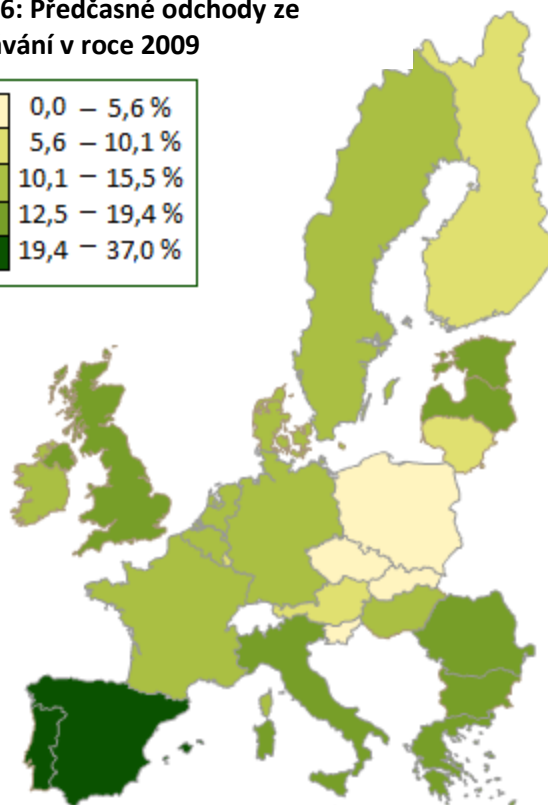 6: Předčasné odchody ze
vání v roce 2009
0,0 – 5,6 %
5,6 – 10,1 %
10,1 – 15,5 %
12,5 – 19,4 %
19,4 – 37,0 %